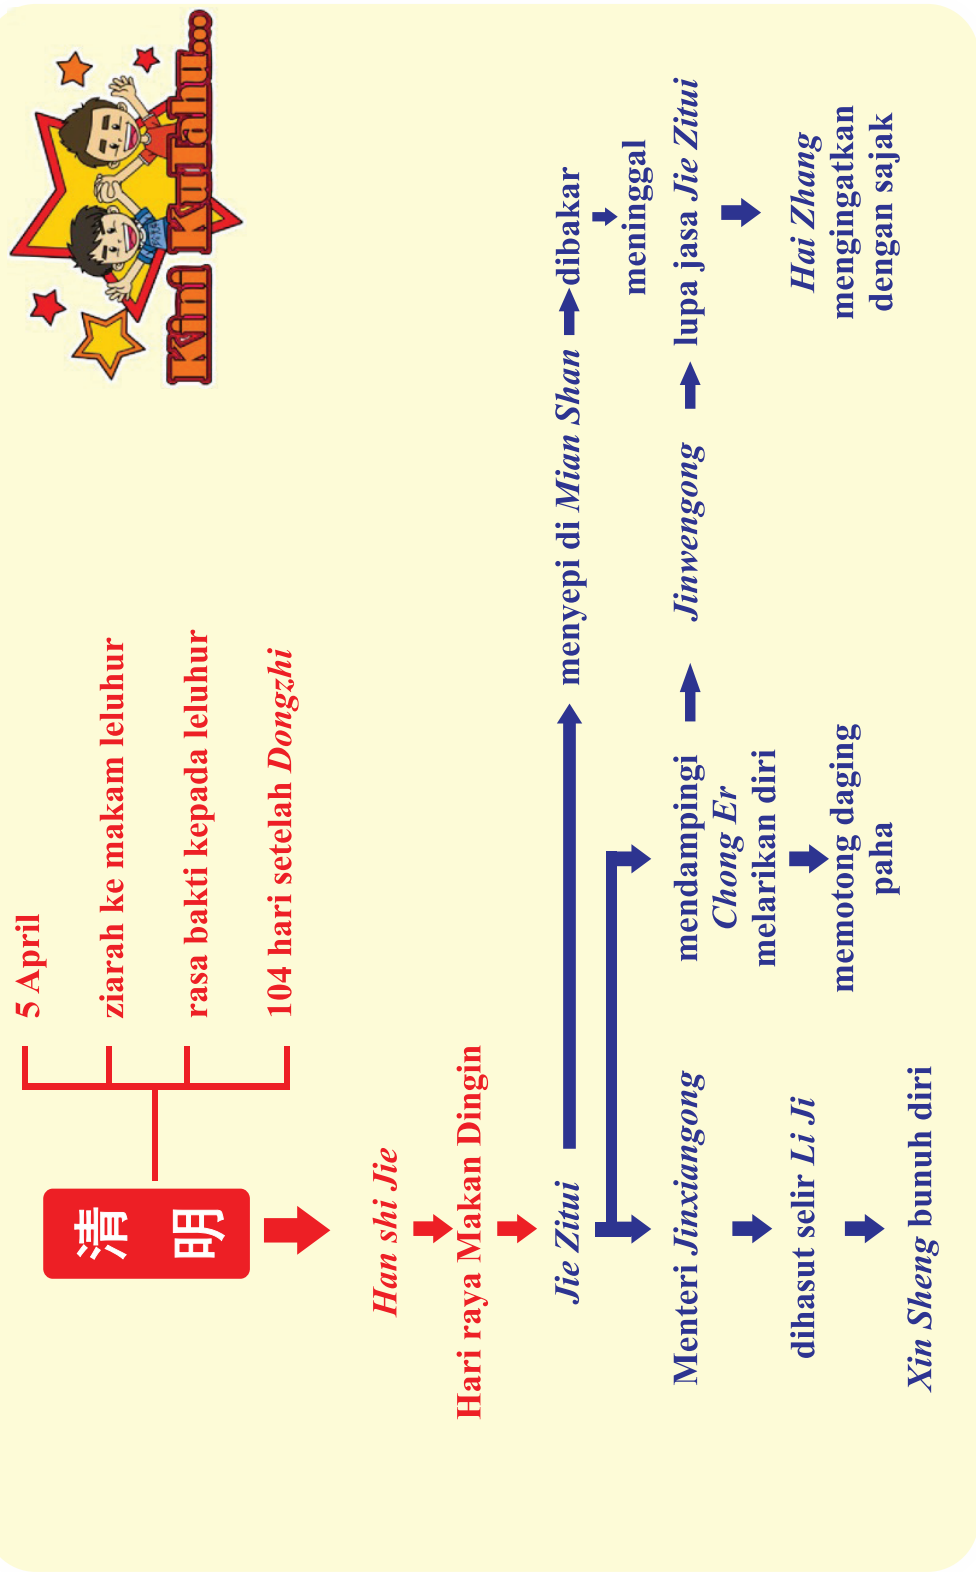 Kini KuTahu...
清
明
5 April
ziarah ke makam leluhur
rasa bakti kepada leluhur
104 hari setelah Dongzhi
Han shi Jie
Hari raya Makan Dingin
Jie Zitui
menyepi di Mian Shan
dibakar
meninggal
Menteri Jinxiangong
dihasut selir Li Ji
Xin Sheng bunuh diri
mendampingi
Chong Er
melarikan diri
memotong daging
paha
Jinwengong
lupa jasa Jie Zitui
Hai Zhang
mengingatkan
dengan sajak